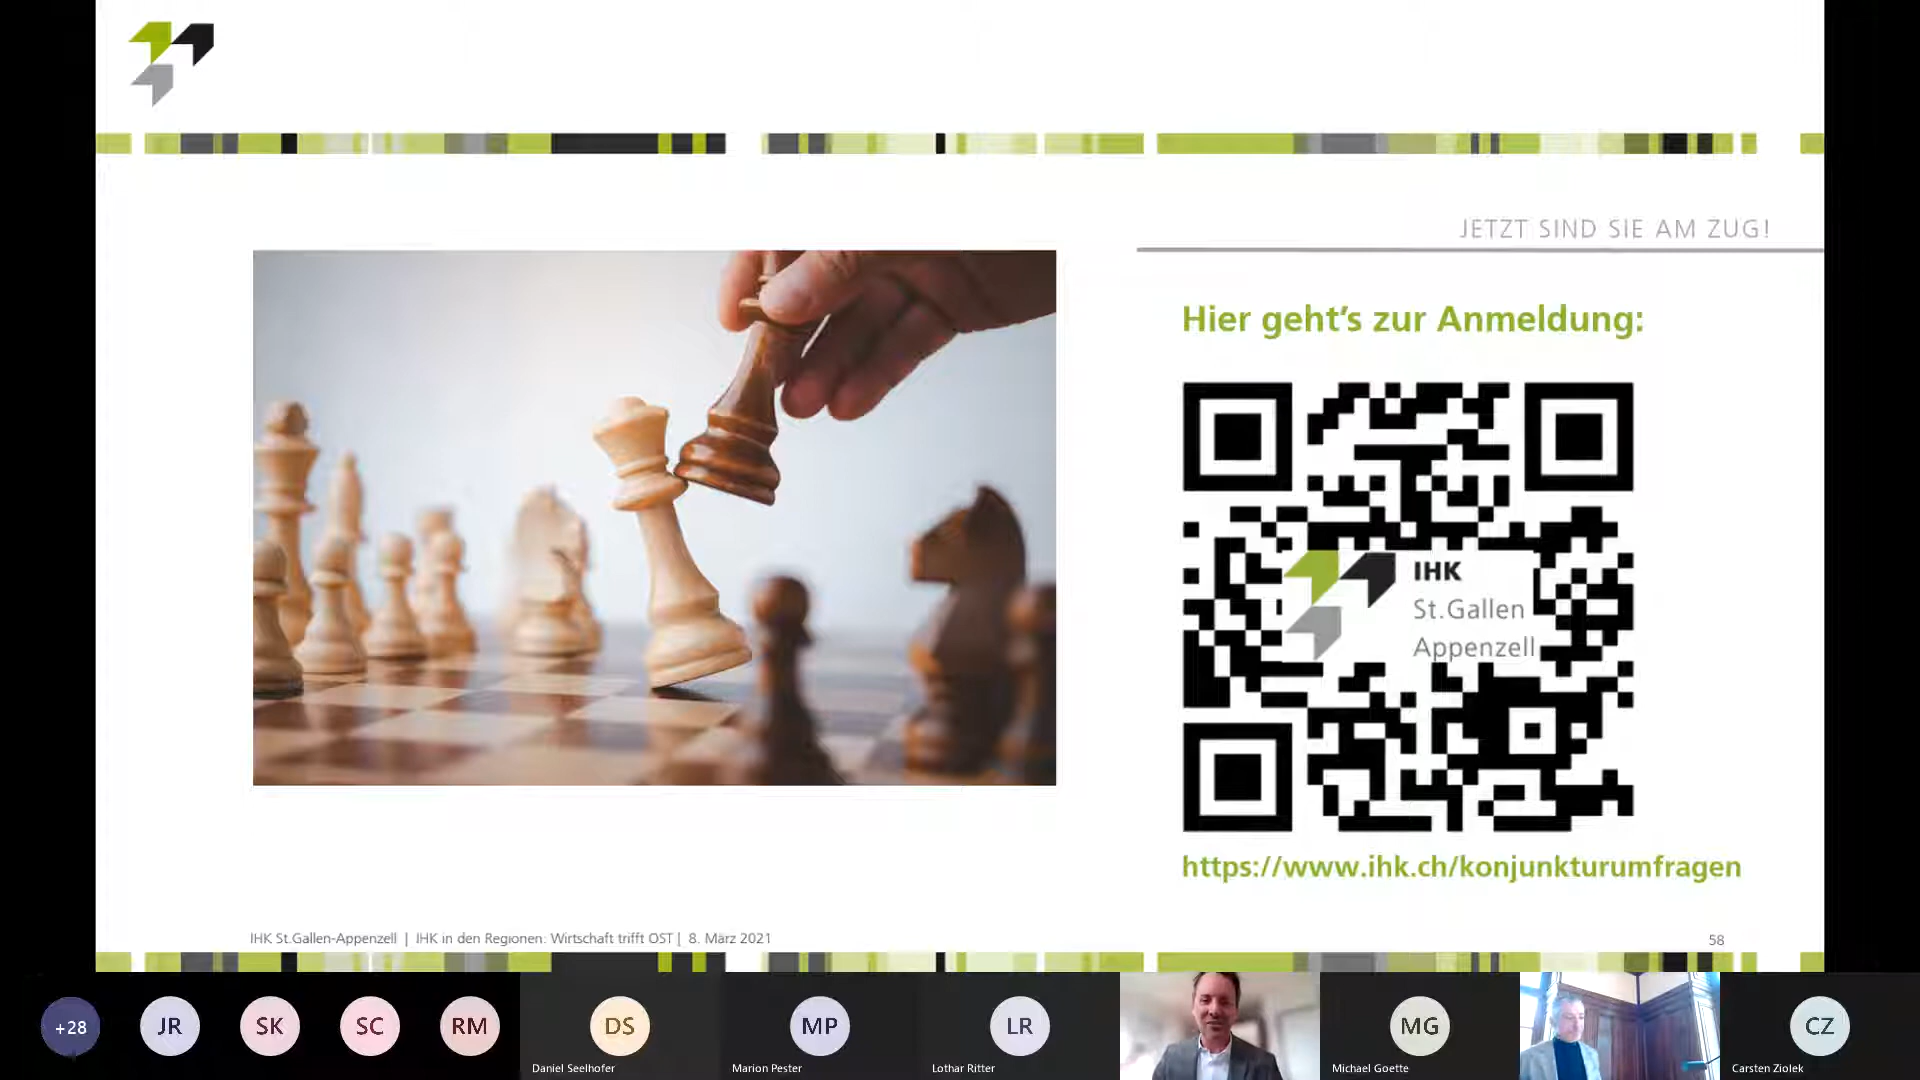 JETZT SIND SIE AM ZUG!
Hier geht's zur Anmeldung:
IHK
St.Gallen
Appenzell
https://www.ihk.ch/konjunkturumfragen
IHK St.Gallen-Appenzell | IHK in den Regionen: Wirtschaft trifft OST | 8. März 2021
58
+28
JR
SK
SC
RM
DS
MP
LR
MG
CZ
Daniel Seelhofer
Marion Pester
Lothar Ritter
Michael Goette
Carsten Ziolek